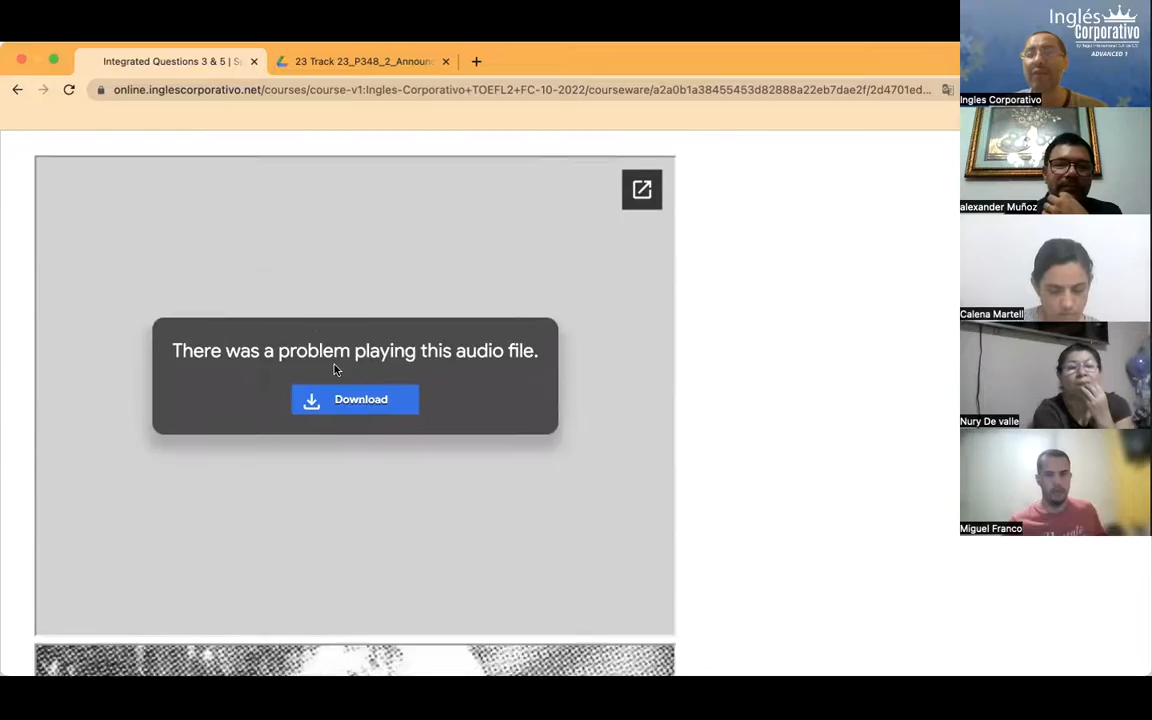 Integrated Questions 3 & 5 | S
23 Track 23_P348_2_Announ
online.inglescorporativo.net/courses/course-v1:Ingles-Corporativo+TOEFL2+FC-10-2022/courseware/a2a0b1a38455453d82888a22eb7dae2f/2d4701ed...
There was a problem playing this audio file.
Download
Inglés
Corporativo
ADVANCED 1
Ingles Corporativo
alexander Muñoz
Calena Martell
Nury De valle
Miguel Franco